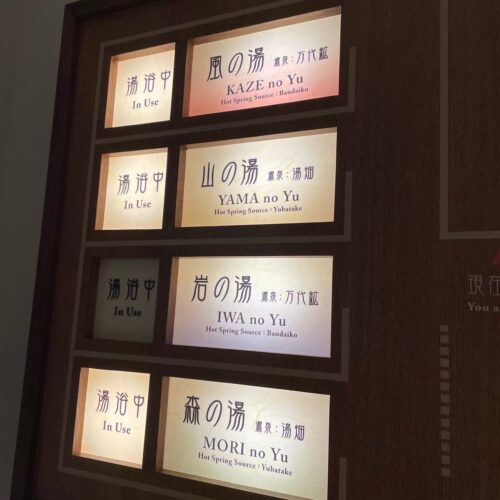 湯浴中
In Use
風の湯 源泉:万代鉱
KAZE no Yu
Hot Spring Source : Bandaiko
湯浴中
In Use
山の湯 源泉:湯畑
YAMA no Yu
Hot Spring Source : Yubatake
湯浴中
In Use
岩の湯 源泉:万代鉱
IWA no Yu
Hot Spring Source : Bandaiko
湯浴中
In Use
森の湯 源泉:湯畑
MORI no Yu
Hot Spring Source : Yubatake
現在
You a